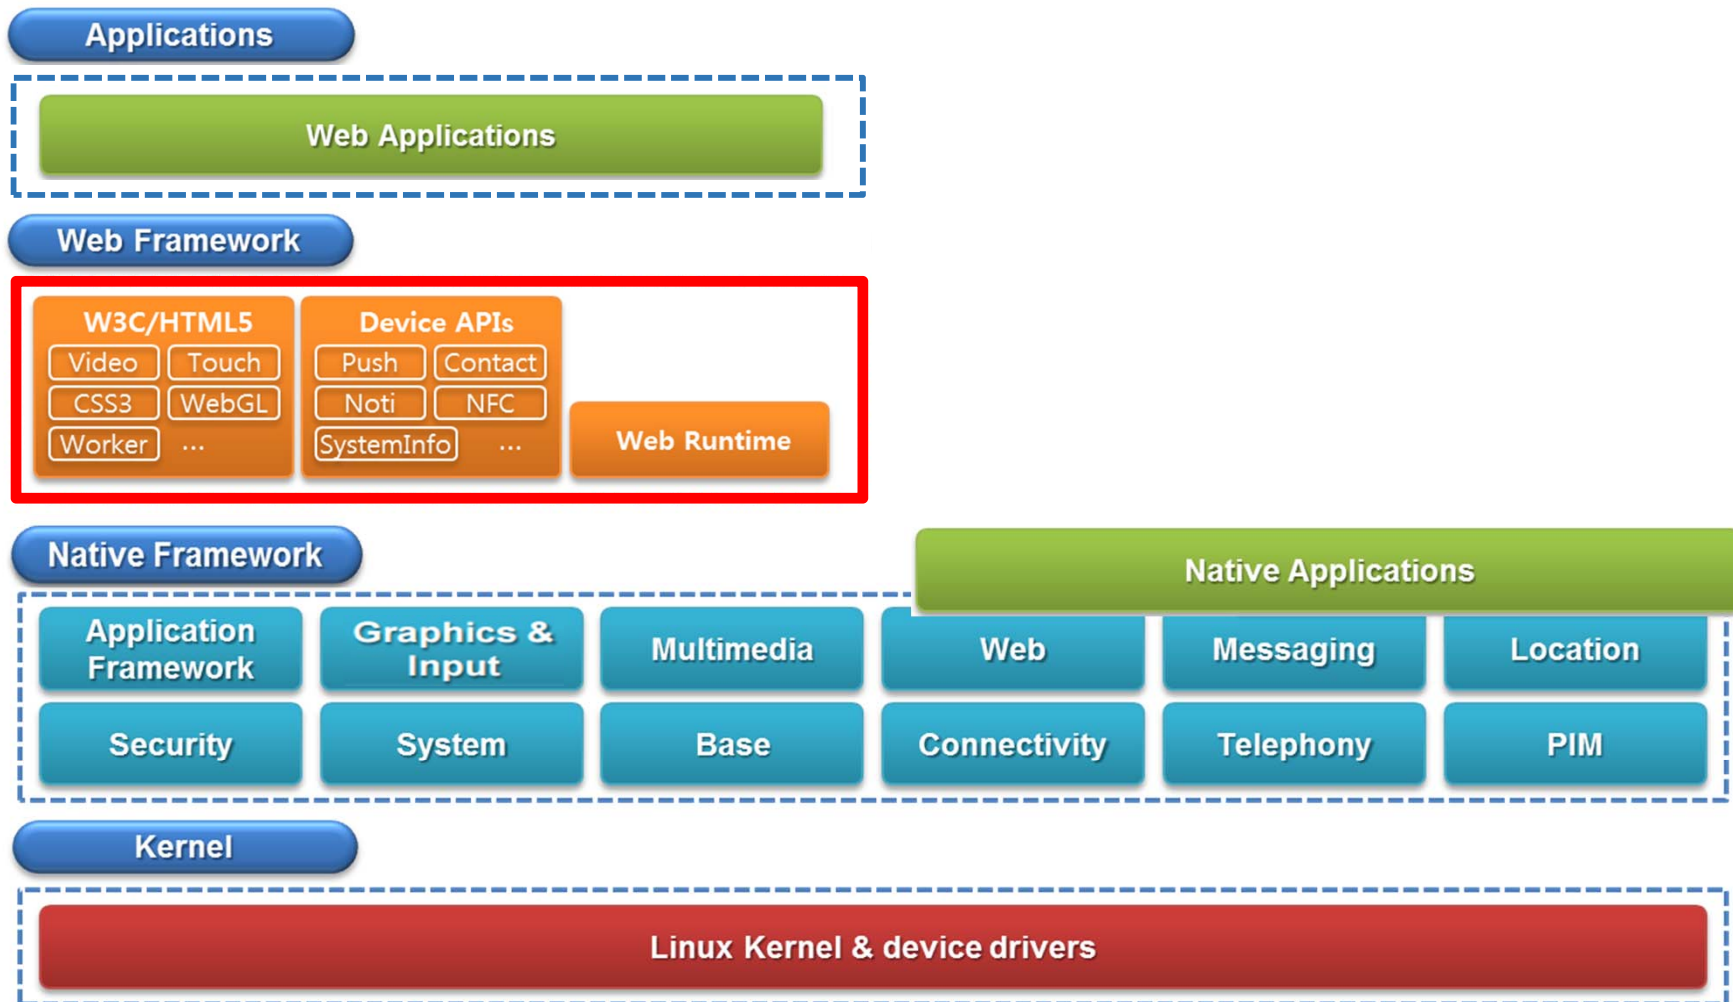 Applications
Web Applications
Web Framework
W3C/HTML5
Video Touch
CSS3 WebGL
Worker ...
Device APIs
Push Contact
Noti NFC
SystemInfo ...
Web Runtime
Native Framework
Native Applications
Application
Framework
Graphics &
Input
Multimedia
Web
Messaging
Location
Security
System
Base
Connectivity
Telephony
PIM
Kernel
Linux Kernel & device drivers